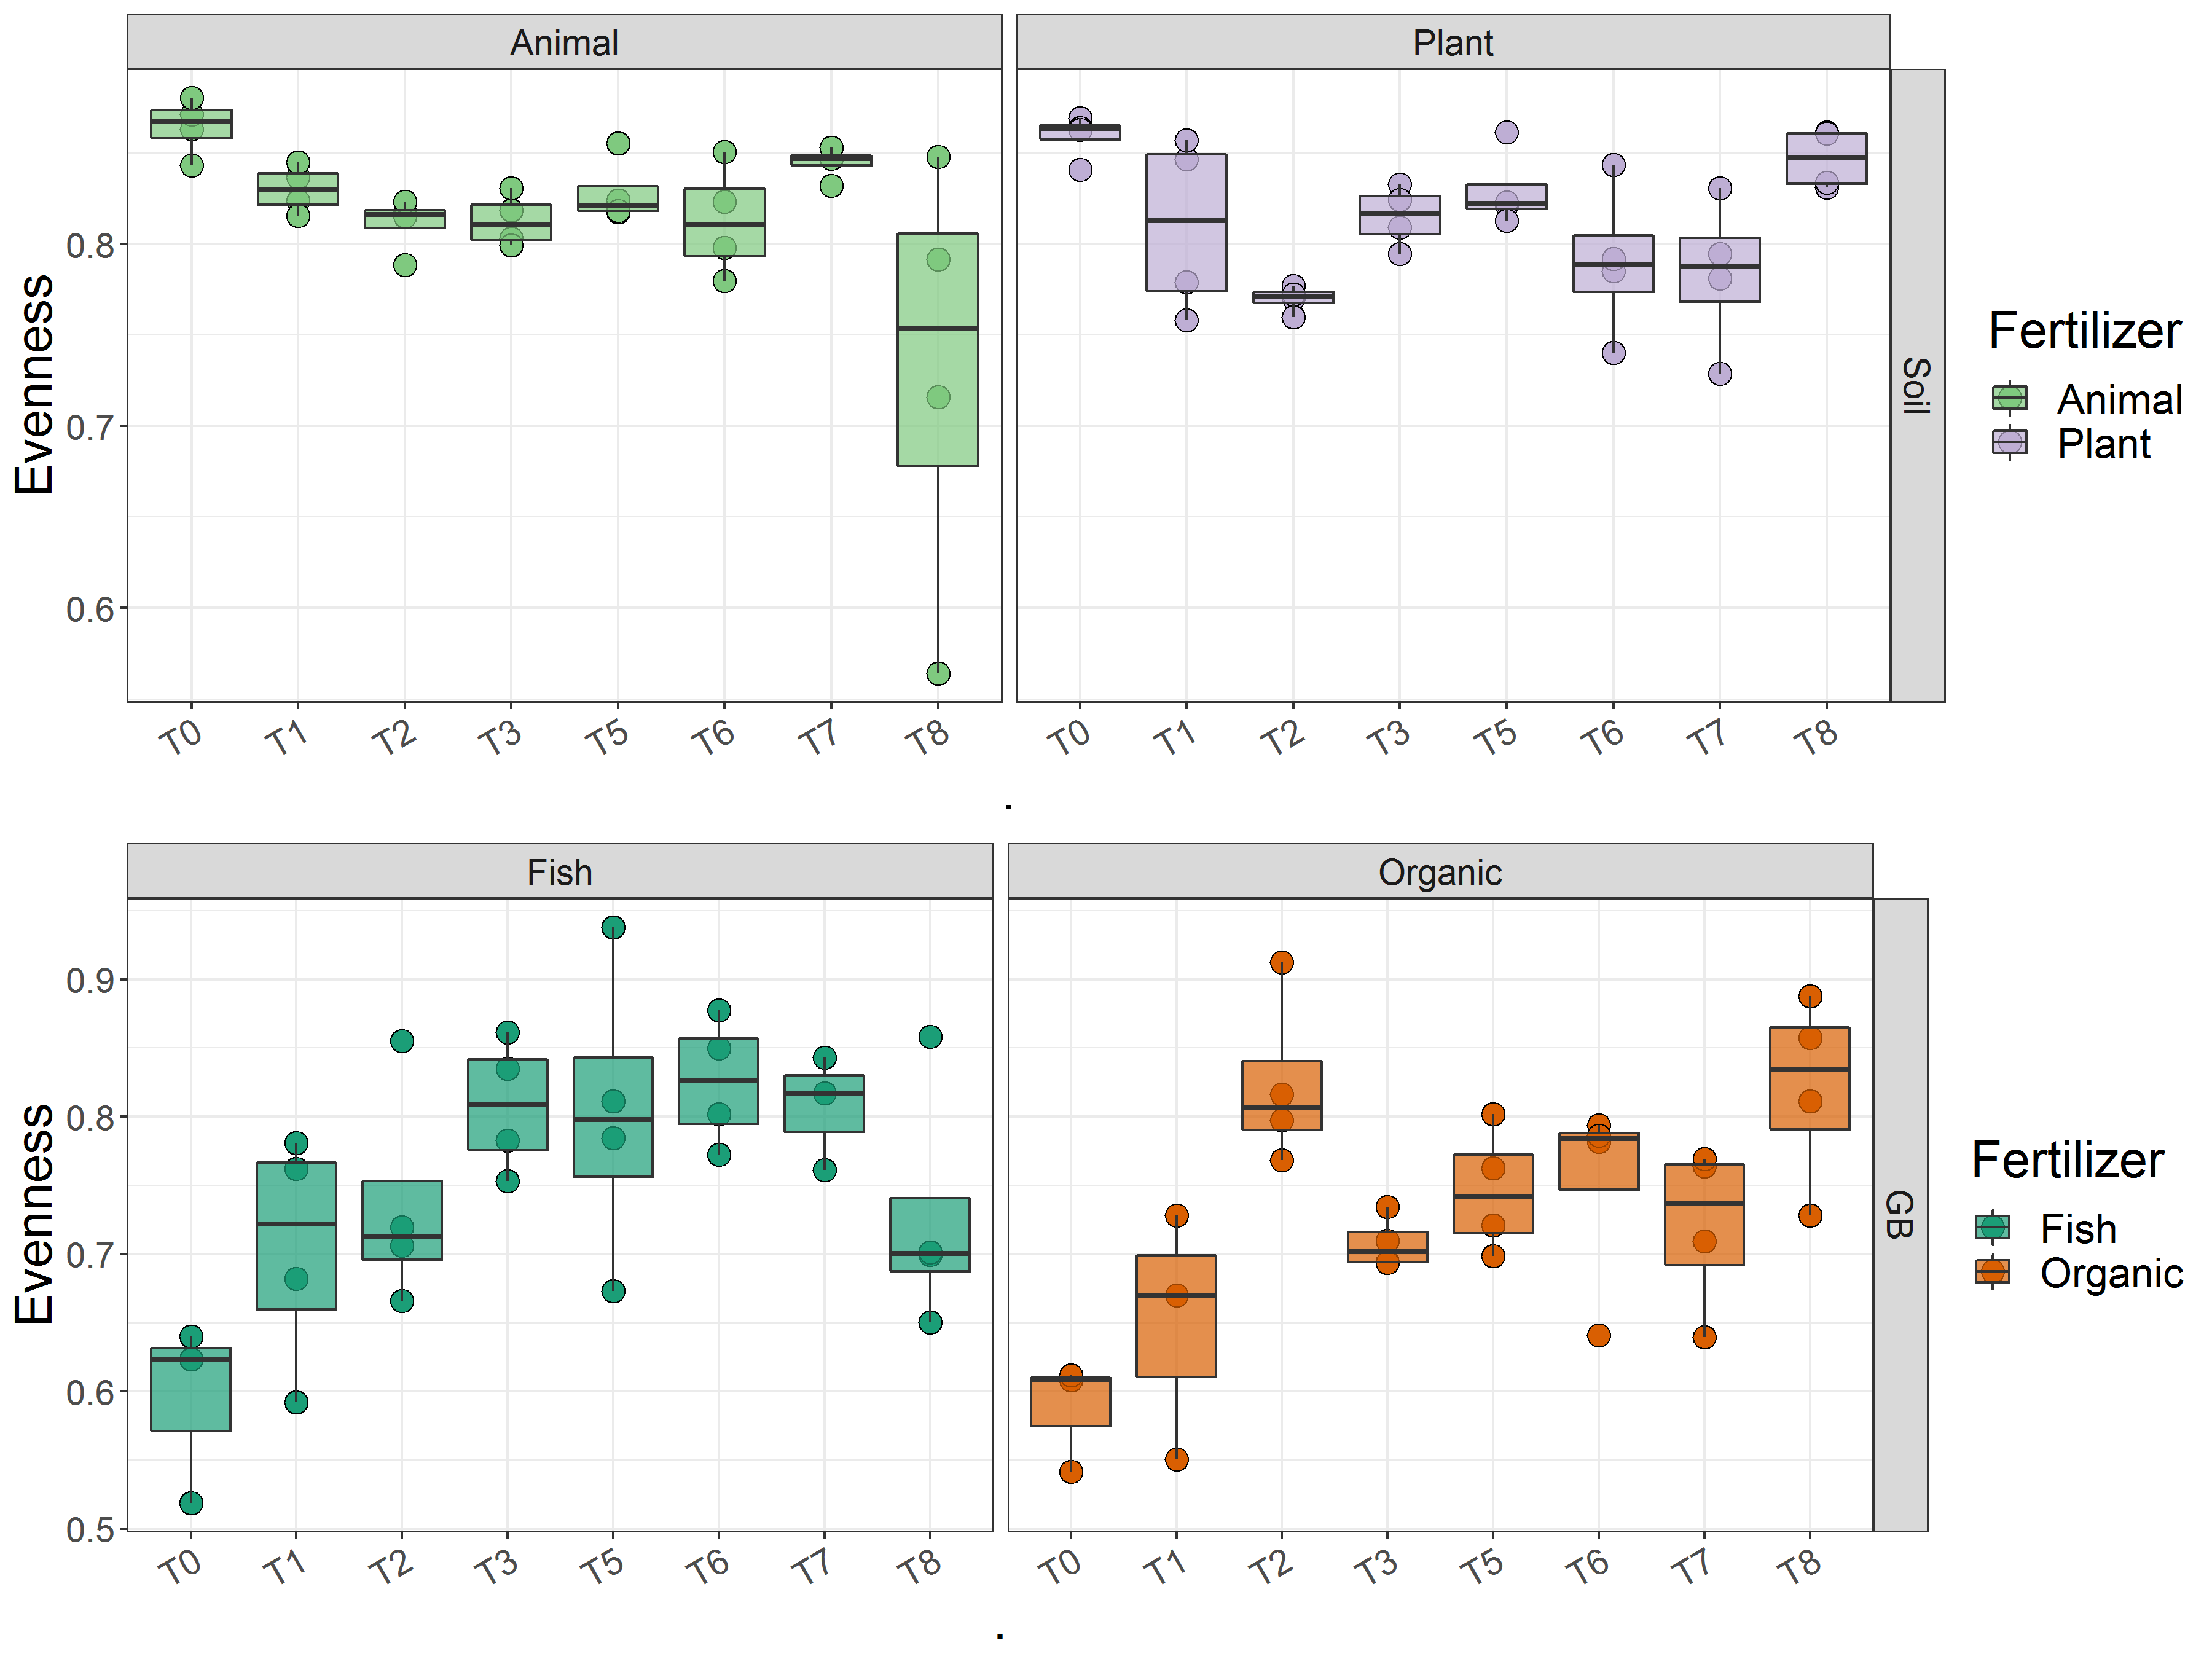 Animal
Plant
Evenness
0.8
0.7
0.6
Soil
Fertilizer
Animal
Plant
T0 T1 T2 T3 T5 T6 T7 T8
T0 T1 T2 T3 T5 T6 T7 T8
.
Fish
Organic
Evenness
0.9
0.8
0.7
0.6
0.5
GB
Fertilizer
Fish
Organic
T0 T1 T2 T3 T5 T6 T7 T8
T0 T1 T2 T3 T5 T6 T7 T8
.